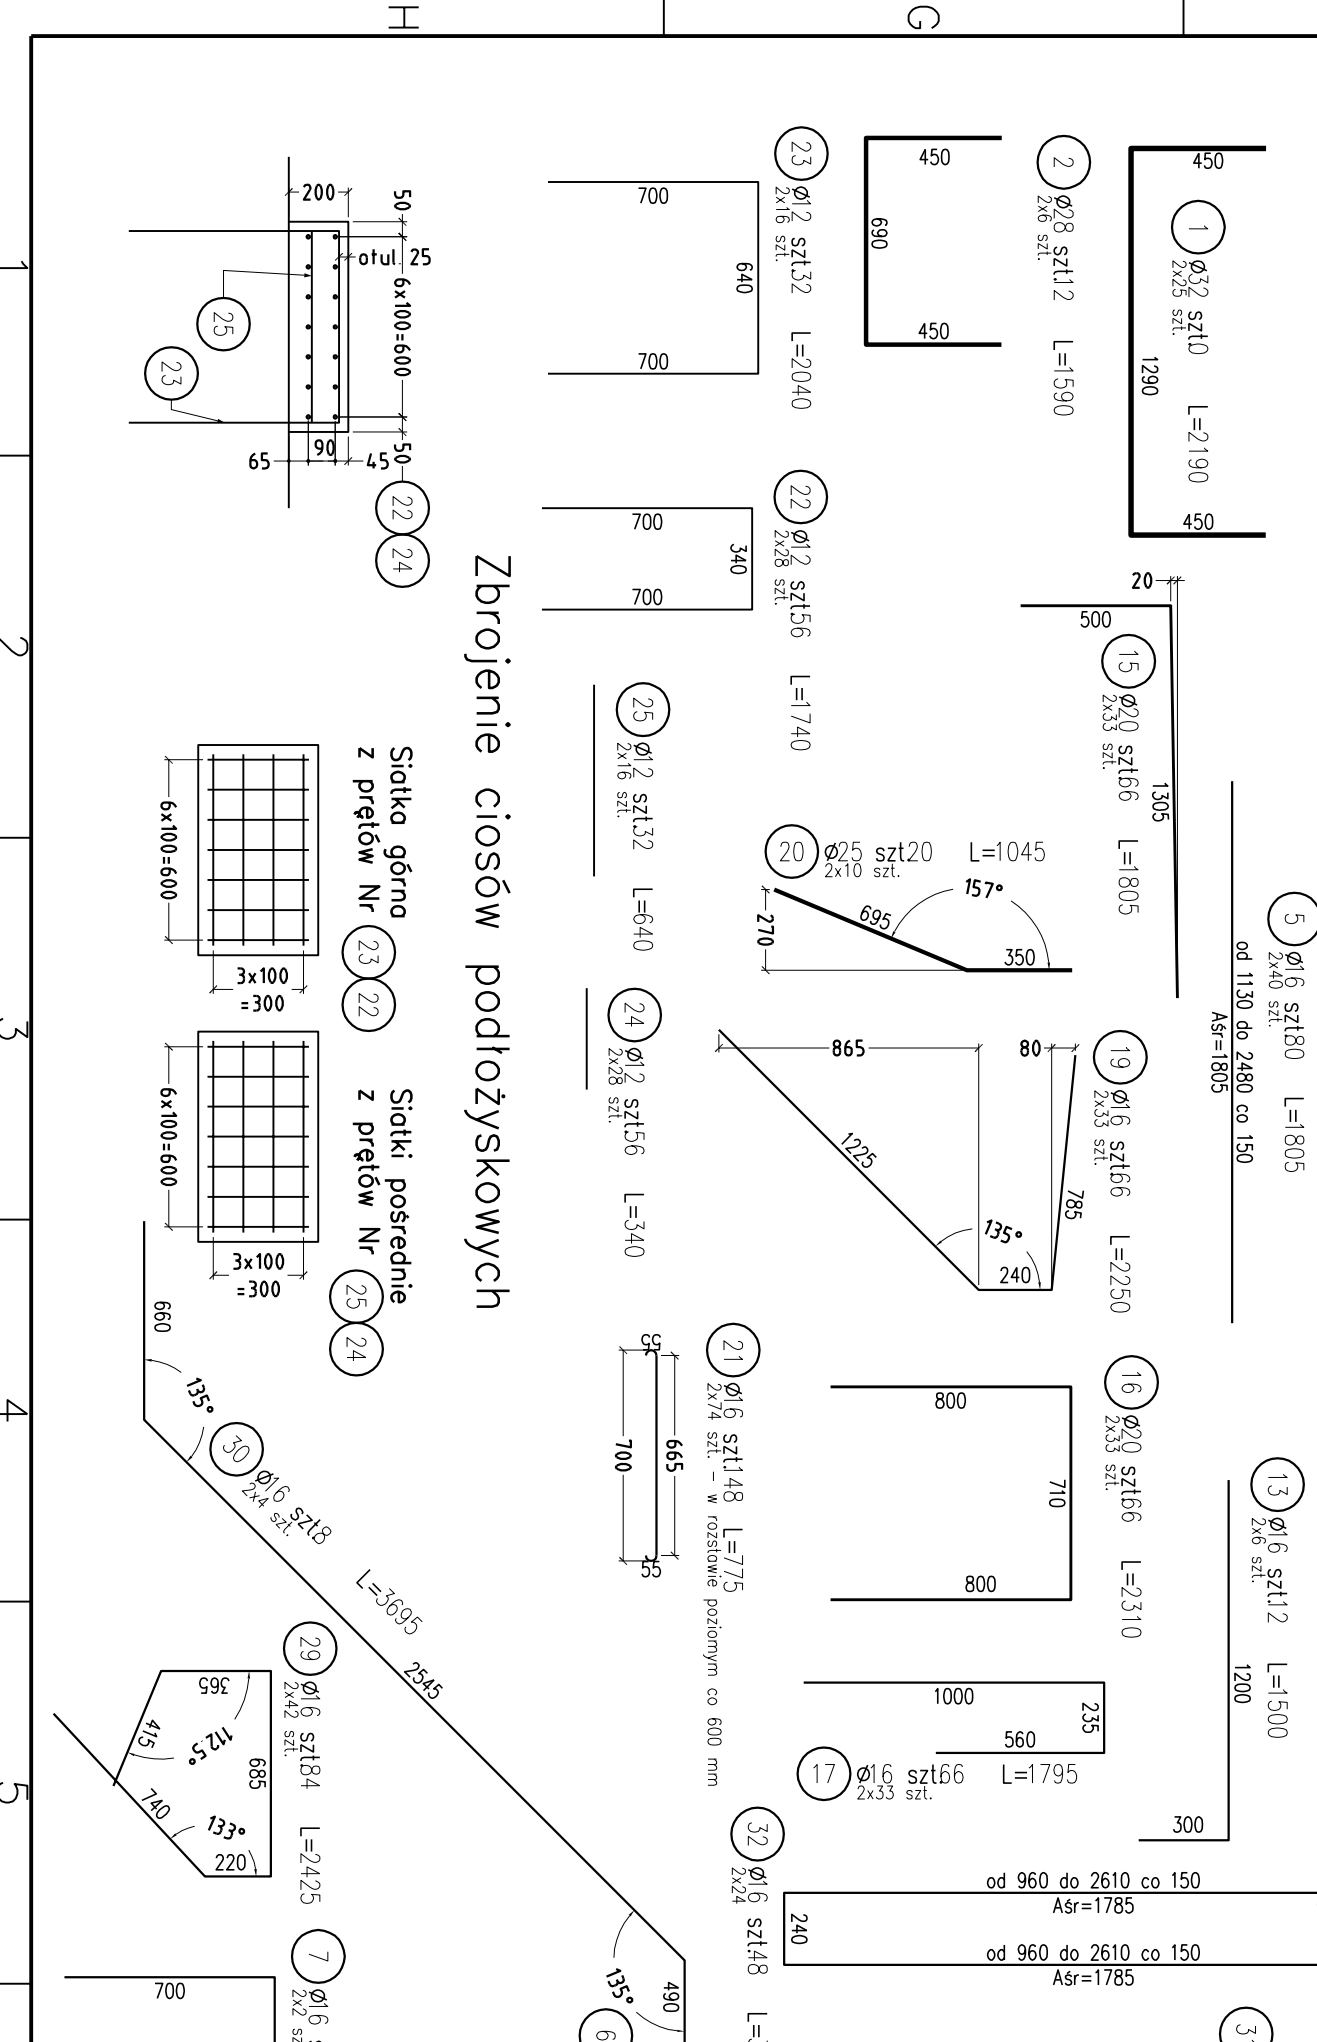 H
G
1
2
3
4
5
450
1290
450
1
Ø32 szt.0 L=2190
2x25 szt.
2
Ø28 szt.12 L=1590
2x6 szt.
450
690
450
23
Ø12 szt.32 L=2040
2x16 szt.
700
640
700
22
Ø12 szt.56 L=1740
2x28 szt.
700
340
700
20
500
1305
15
Ø20 szt.66 L=1805
2x33 szt.
5
Ø16 szt.80 L=1805
2x40 szt.
od 1130 do 2480 co 150
Aśr=1805
20 Ø25 szt.20 L=1045
2x10 szt.
157°
695
350
270
25
Ø12 szt.32 L=640
2x16 szt.
24
Ø12 szt.56 L=340
2x28 szt.
19
Ø16 szt.66 L=2250
2x33 szt.
865
80
1225
785
135°
240
16
Ø20 szt.66 L=2310
2x33 szt.
800
710
800
13
Ø16 szt.12 L=1500
2x6 szt.
1200
300
21
Ø16 szt.148 L=775
2x74 szt. - w rozstawie poziomym co 600 mm
55
665
700
55
1000
235
560
17 Ø16 szt.66 L=1795
2x33 szt.
32
Ø16 szt.48
2x24
od 960 do 2610 co 150
Aśr=1785
240
od 960 do 2610 co 150
Aśr=1785
Zbrojenie ciosów podłożyskowych
200
50
otul. 25
6x100=600
50
65
90
45
25
23
22
24
Siatka górna
z prętów Nr 23 22
6x100=600
3x100
=300
Siatki pośrednie
z prętów Nr 25 24
6x100=600
3x100
=300
660
135°
30
Ø16 szt.8 L=3695
2x4 szt.
2545
135°
490
29
Ø16 szt.84 L=2425
2x42 szt.
365
112.5°
415
685
740
133°
220
7
Ø16
2x2
700
6